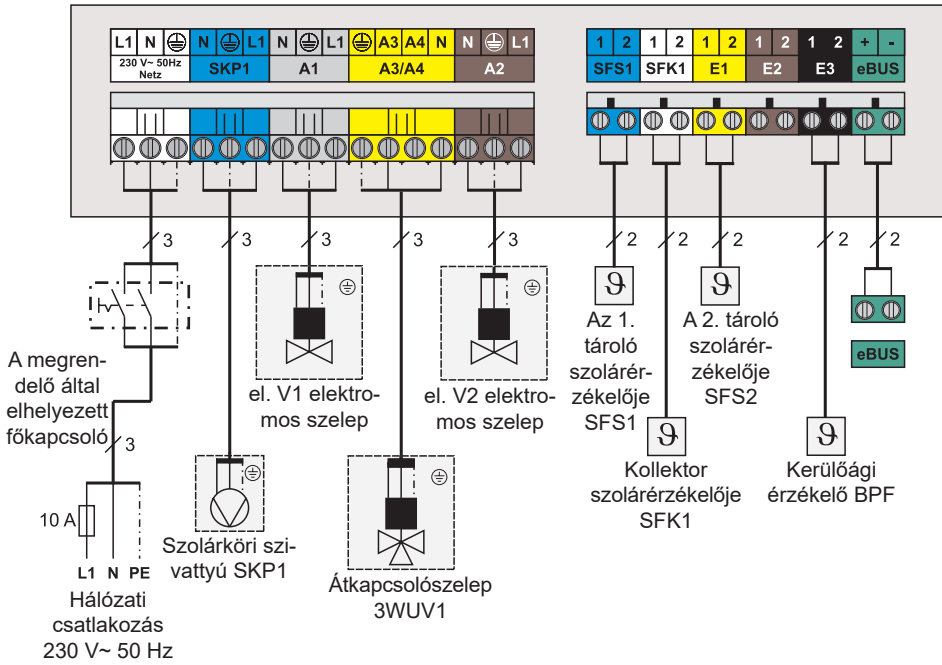 L1 N N L1 N L1 A3 A4 N N L1
230 V~ 50Hz
Netz
SKP1 A1 A3/A4 A2
1 2 1 2 1 2 1 2 1 2 + -
SFS1 SFK1 E1 E2 E3 eBUS
3 3 3 3 3 2 2 2 2 2
A megren-
delő által
elhelyezett
főkapcsoló
3
10 A
L1 N PE
Hálózati
csatlakozás
230 V~ 50 Hz
Szolárköri szi-
vattyú SKP1
el. V1 elektro-
mos szelep
Átkapcsolószelep
3WUV1
el. V2 elektro-
mos szelep
ϑ
Az 1.
tároló
szolárér-
zékelője
SFS1
ϑ
Kollektor
szolárérzékelője
SFK1
ϑ
A 2. tároló
szolárér-
zékelője
SFS2
ϑ
Kerülőági
érzékelő BPF
eBUS